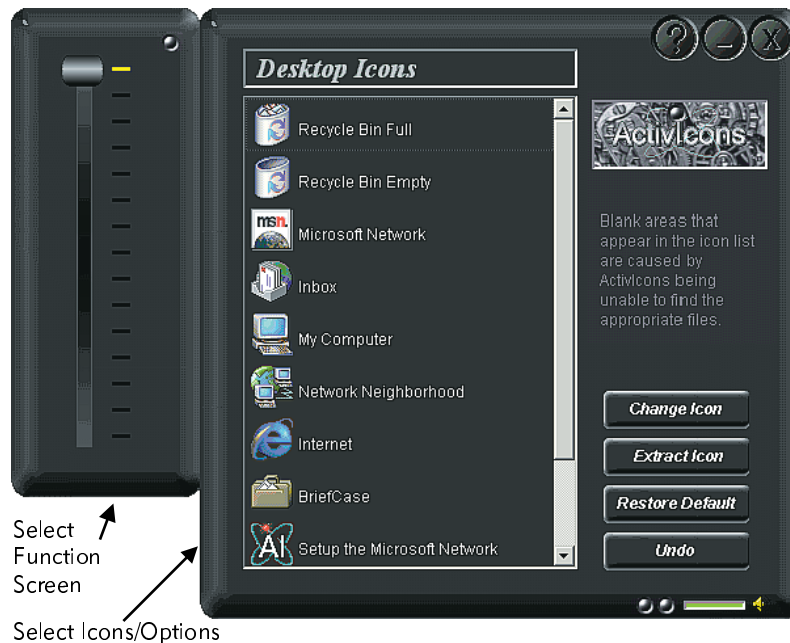 ? _ X
Desktop Icons
Recycle Bin Full
Recycle Bin Empty
msn.
Microsoft Network
Inbox
My Computer
Network Neighborhood
Internet
BriefCase
AI
Setup the Microsoft Network
ActivIcons
Blank areas that
appear in the icon list
are caused by
ActivIcons being
unable to find the
appropriate files.
Change Icon
Extract Icon
Restore Default
Undo
Select
Function
Screen
Select Icons/Options